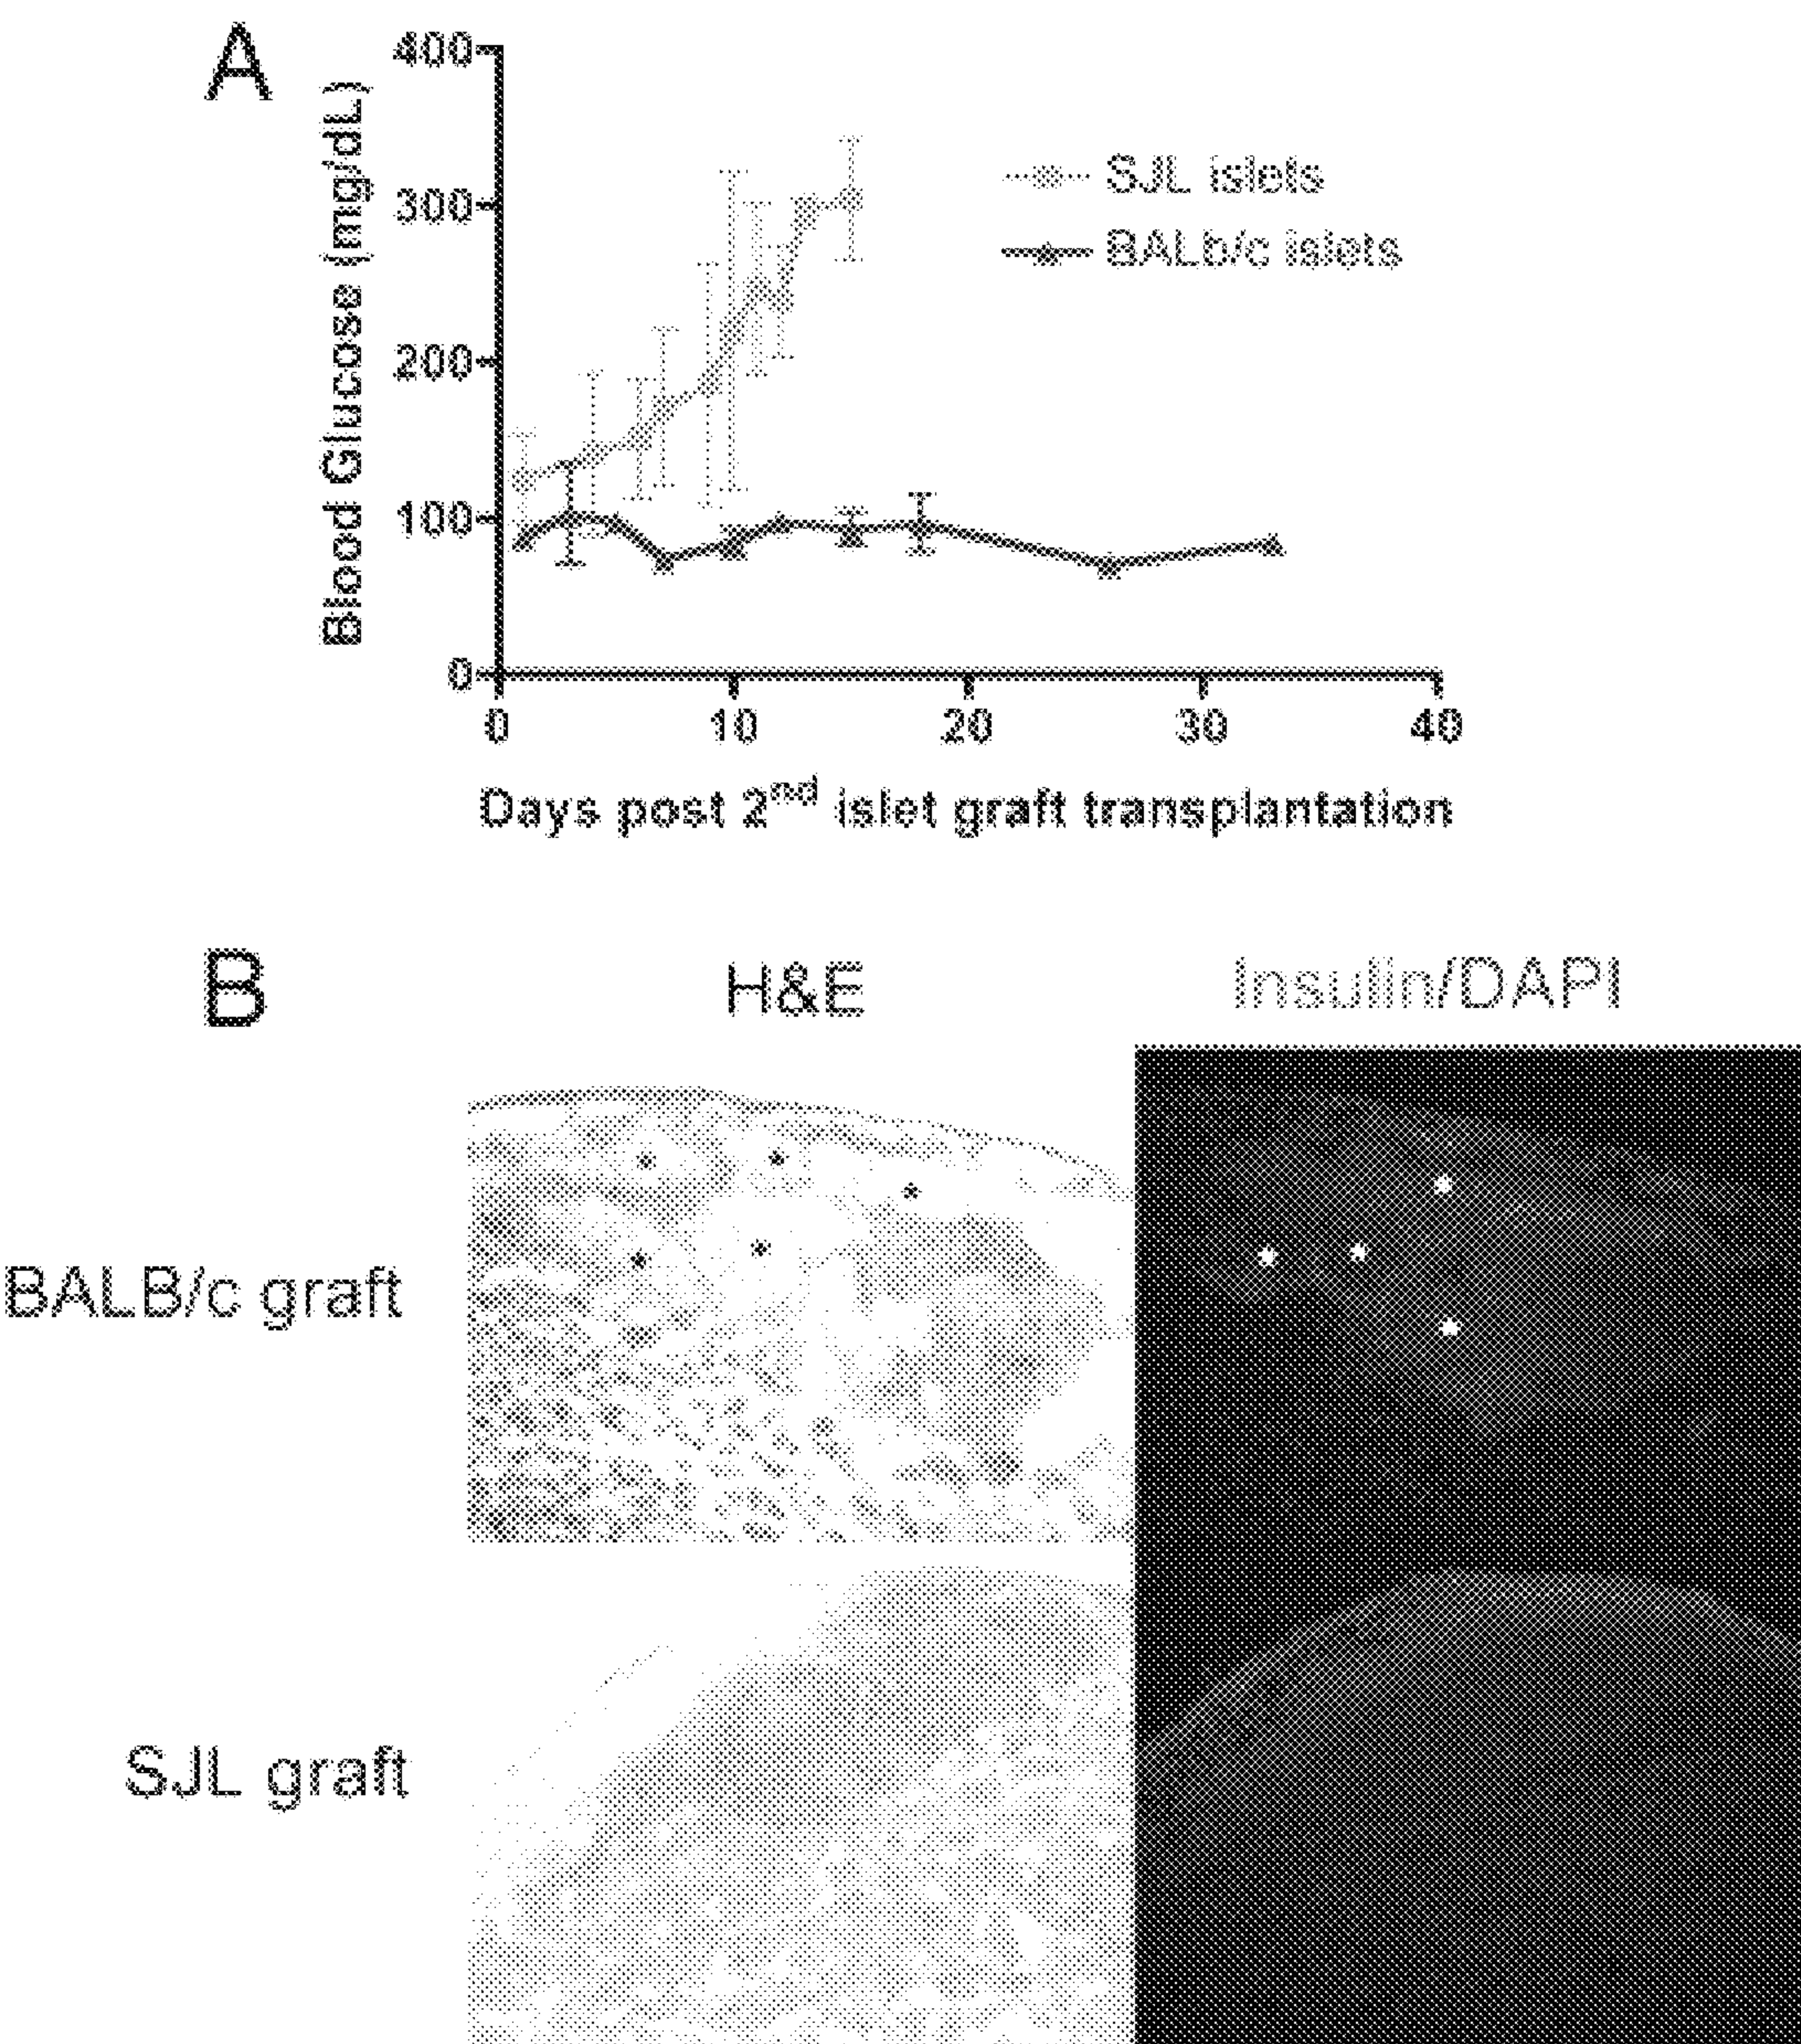 A
400
300
200
100
0
Blood Glucose (mg/dL)
SJL islets
BALb/c islets
0 10 20 30 40
Days post 2nd islet graft transplantation
B
H&E Insulin/DAPI
BALB/c graft
SJL graft